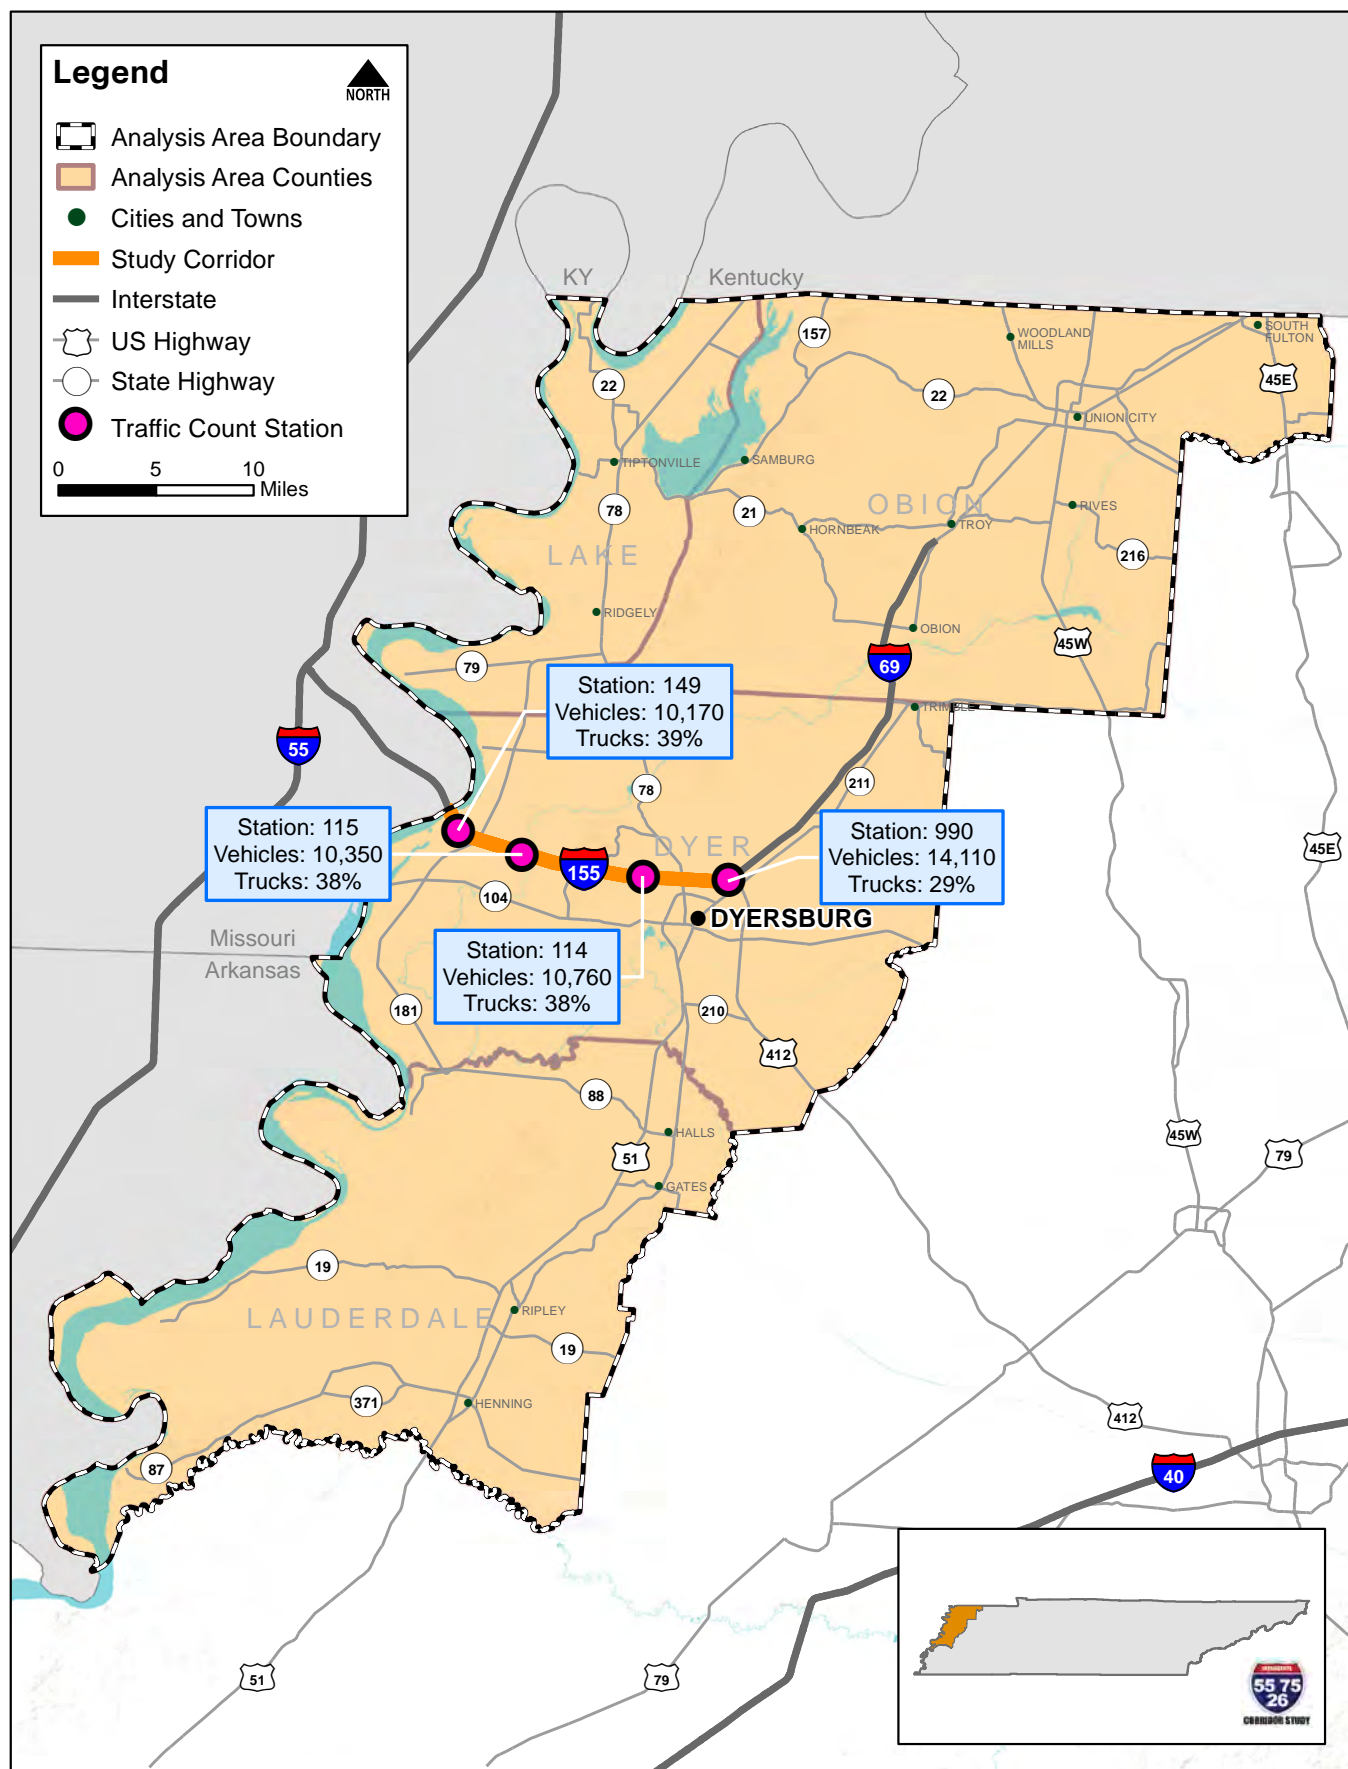 Legend
NORTH
Analysis Area Boundary
Analysis Area Counties
Cities and Towns
Study Corridor
Interstate
US Highway
State Highway
Traffic Count Station
0 5 10
Miles
KY
Kentucky
157
WOODLAND
MILLS
SOUTH
FULTON
45E
22
22
UNION CITY
TIPTONVILLE
SAMBURG
78
21
OBION
HORNBEAK
TROY
RIVES
216
LAKE
RIDGELY
OBION
45W
79
69
Station: 149
Vehicles: 10,170
Trucks: 39%
TRIMBLE
55
78
211
Station: 115
Vehicles: 10,350
Trucks: 38%
155
DYER
Station: 990
Vehicles: 14,110
Trucks: 29%
45E
104
DYERSBURG
Missouri
Arkansas
Station: 114
Vehicles: 10,760
Trucks: 38%
181
210
412
88
HALLS
51
45W
79
GATES
19
LAUDERDALE
RIPLEY
19
371
HENNING
412
87
40
51
79
INTERSTATE
55 75
26
CORRIDOR STUDY